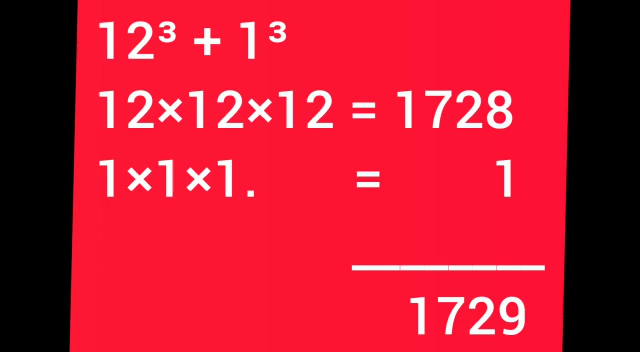 12³ + 1³
12×12×12 = 1728
1×1×1. = 1
1729